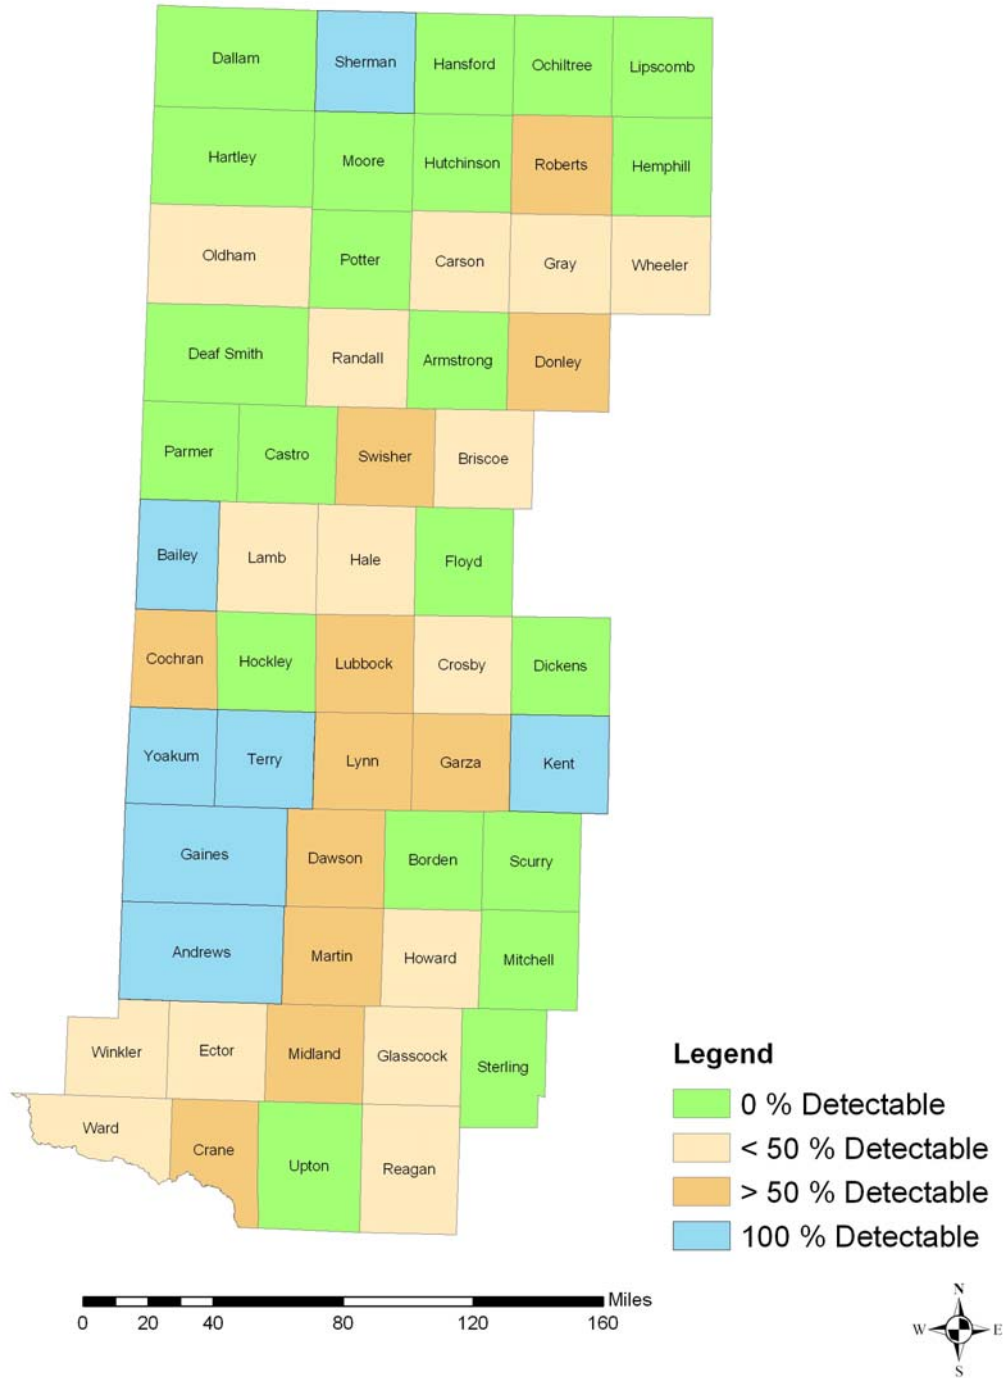 Dallam
Sherman
Hansford
Ochiltree
Lipscomb
Hartley
Moore
Hutchinson
Roberts
Hemphill
Oldham
Potter
Carson
Gray
Wheeler
Deaf Smith
Randall
Armstrong
Donley
Parmer
Castro
Swisher
Briscoe
Bailey
Lamb
Hale
Floyd
Cochran
Hockley
Lubbock
Crosby
Dickens
Yoakum
Terry
Lynn
Garza
Kent
Gaines
Dawson
Borden
Scurry
Andrews
Martin
Howard
Mitchell
Winkler
Ector
Midland
Glasscock
Sterling
Ward
Crane
Upton
Reagan
Legend
0 % Detectable
< 50 % Detectable
> 50 % Detectable
100 % Detectable
Miles
0 20 40 80 120 160
N
W E
S